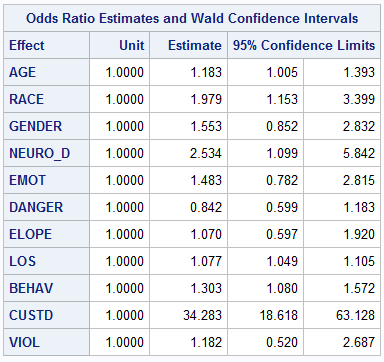 Odds Ratio Estimates and Wald Confidence Intervals
Effect Unit Estimate 95% Confidence Limits
AGE 1.0000 1.183 1.005 1.393
RACE 1.0000 1.979 1.153 3.399
GENDER 1.0000 1.553 0.852 2.832
NEURO_D 1.0000 2.534 1.099 5.842
EMOT 1.0000 1.483 0.782 2.815
DANGER 1.0000 0.842 0.599 1.183
ELOPE 1.0000 1.070 0.597 1.920
LOS 1.0000 1.077 1.049 1.105
BEHAV 1.0000 1.303 1.080 1.572
CUSTD 1.0000 34.283 18.618 63.128
VIOL 1.0000 1.182 0.520 2.687